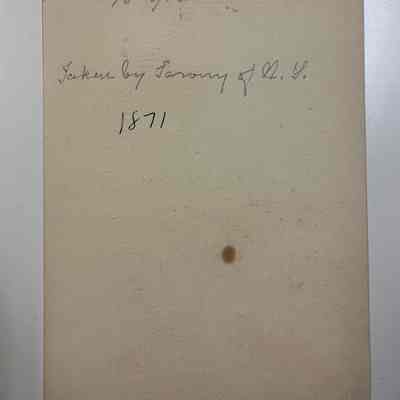 Taken by Sarony of N. Y.
1871